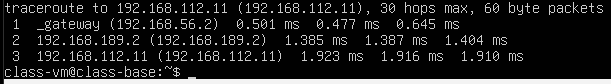 traceroute to 192.168.112.11 (192.168.112.11), 30 hops max, 60 byte packets
 1  _gateway (192.168.56.2)  0.501 ms  0.477 ms  0.645 ms
 2  192.168.189.2 (192.168.189.2)  1.385 ms  1.387 ms  1.404 ms
 3  192.168.112.11 (192.168.112.11)  1.923 ms  1.916 ms  1.910 ms
class-vm@class-base:~$ _